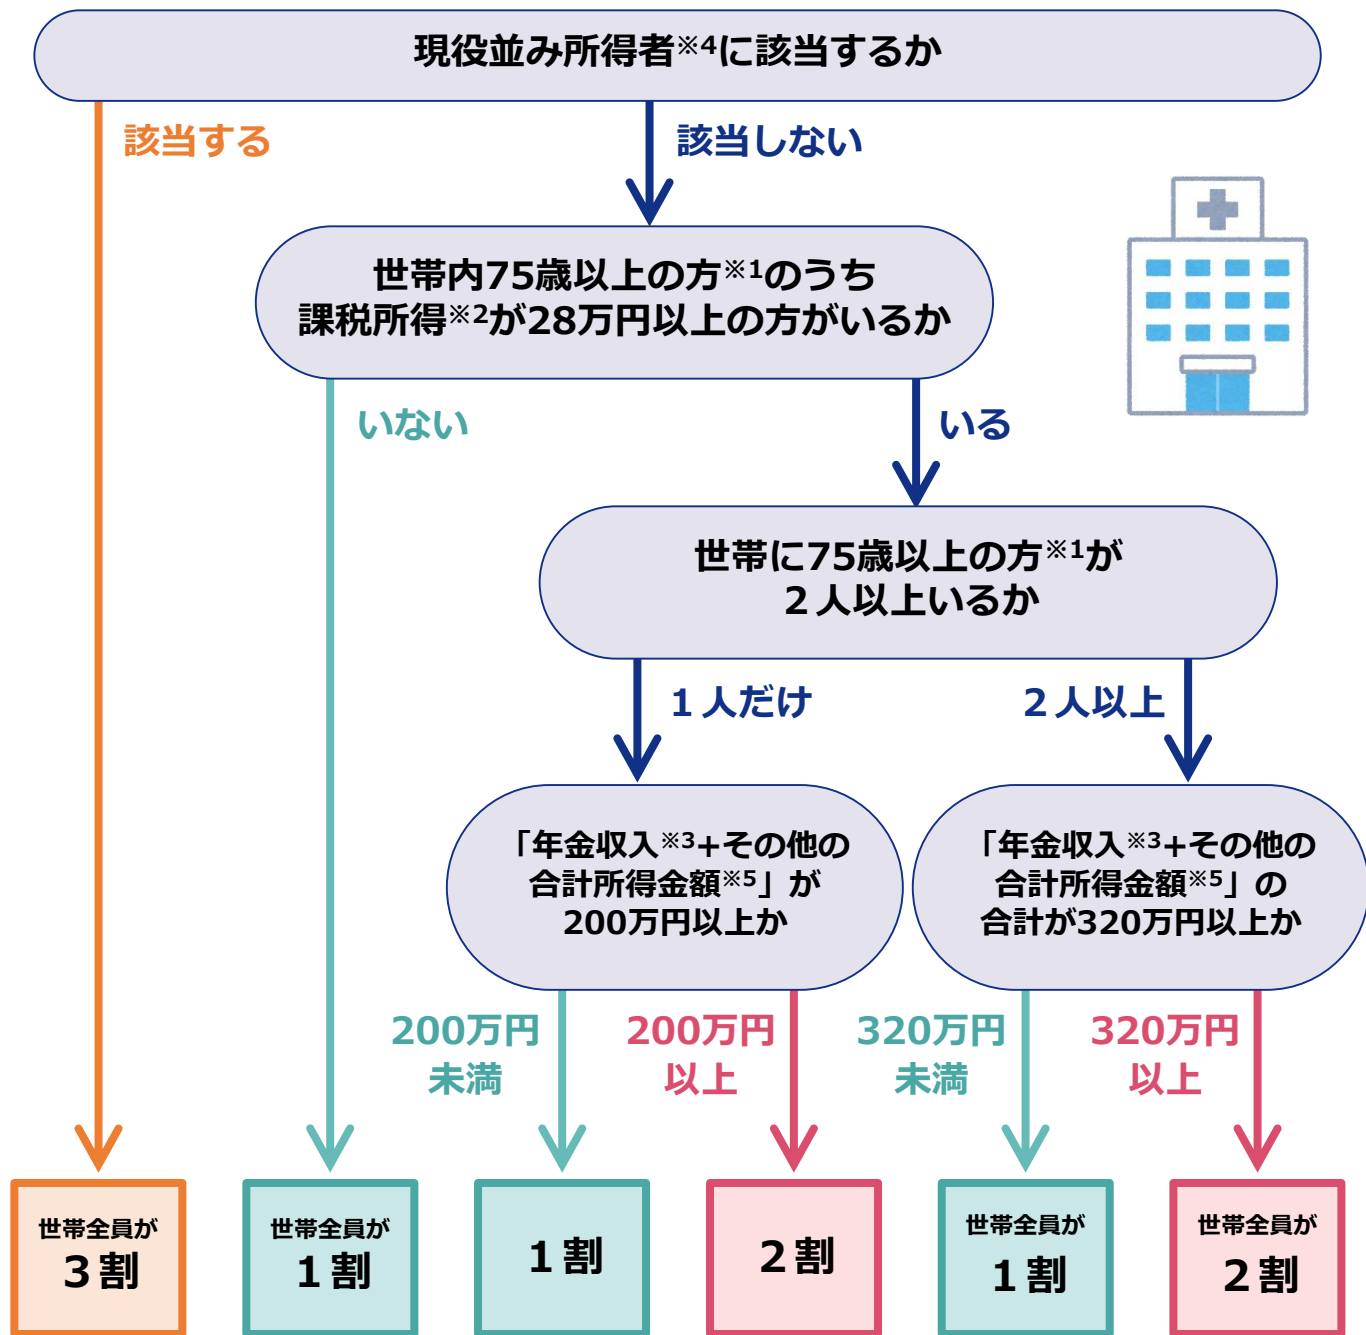 現役並み所得者※4に該当するか
該当する
該当しない
世帯内75歳以上の方※1のうち
課税所得※2が28万円以上の方がいるか
いない
いる
世帯に75歳以上の方※1が
２人以上いるか
１人だけ
２人以上
「年金収入※3+その他の
合計所得金額※5」が
200万円以上か
「年金収入※3+その他の
合計所得金額※5」の
合計が320万円以上か
200万円
未満
200万円
以上
320万円
未満
320万円
以上
世帯全員が
３割
世帯全員が
１割
１割
２割
世帯全員が
１割
世帯全員が
２割